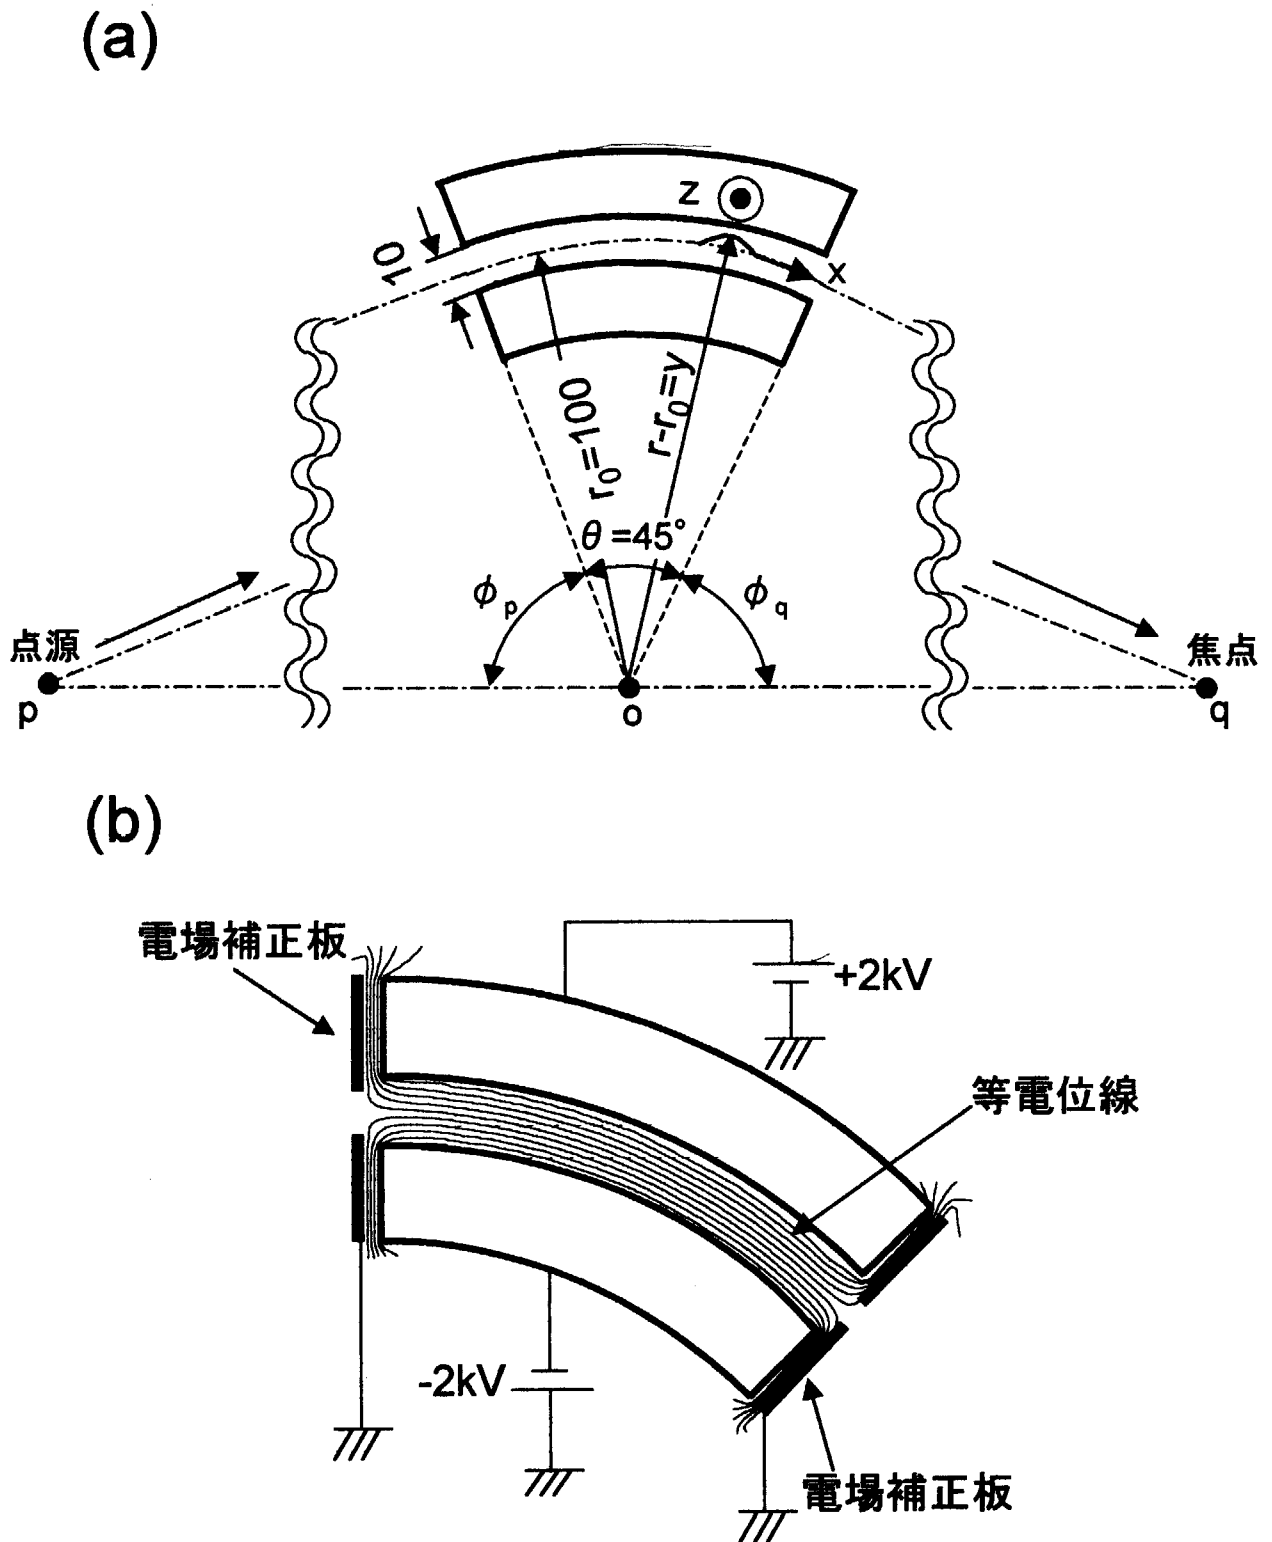 (a)
z
10
x
r₀=100
r-r₀=y
θ=45°
ϕp
ϕq
点源
焦点
p
o
q
(b)
電場補正板
+2kV
等電位線
-2kV
電場補正板